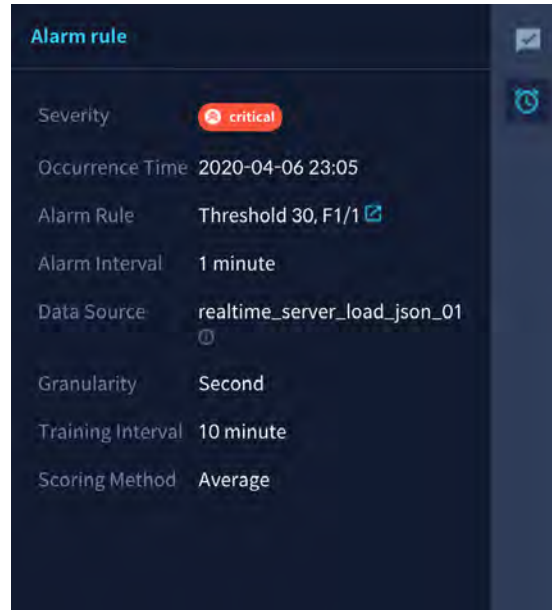 Alarm rule
Severity critical
Occurrence Time 2020-04-06 23:05
Alarm Rule Threshold 30, F1/1
Alarm Interval 1 minute
Data Source realtime_server_load_json_01
Granularity Second
Training Interval 10 minute
Scoring Method Average